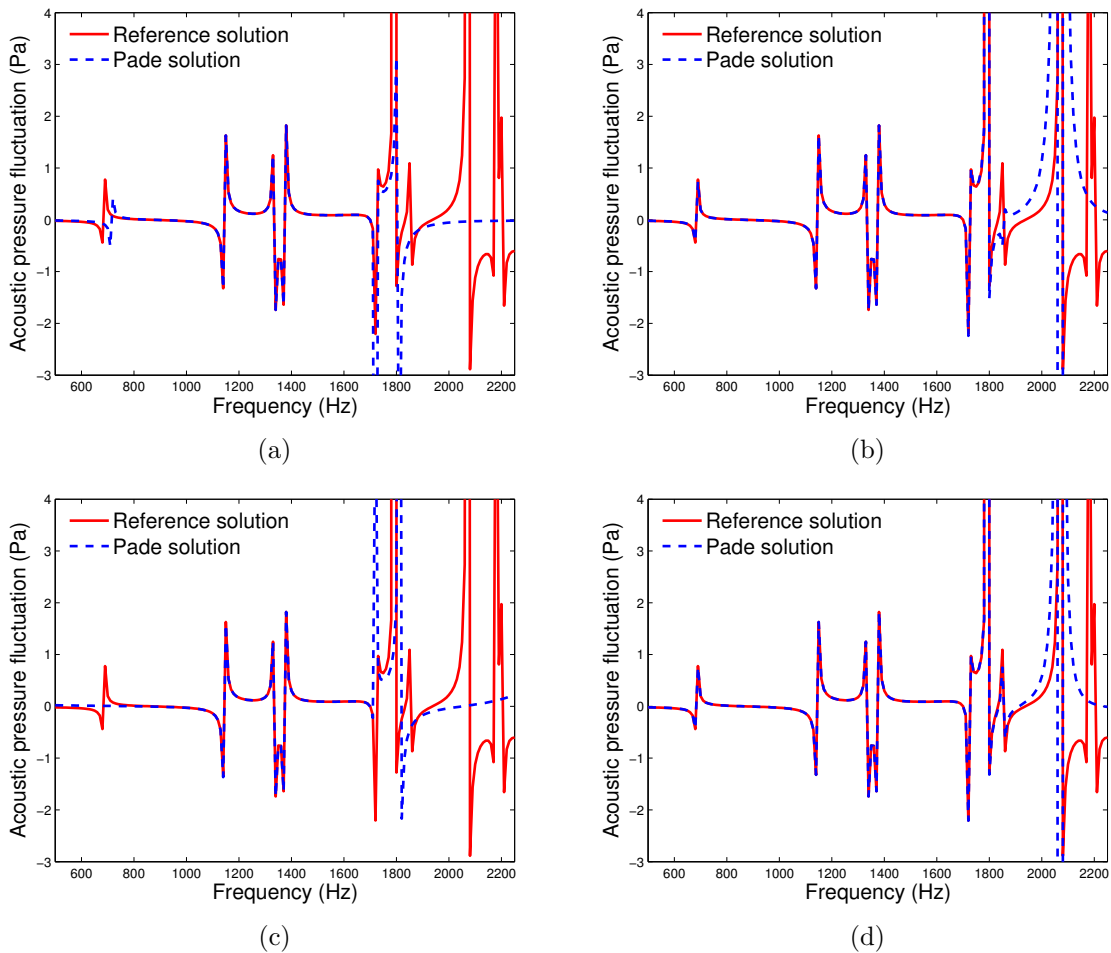 Reference solution
Pade solution
Acoustic pressure fluctuation (Pa)
4
3
2
1
0
−1
−2
−3
600 800 1000 1200 1400 1600 1800 2000 2200
Frequency (Hz)
(a)
Reference solution
Pade solution
Acoustic pressure fluctuation (Pa)
4
3
2
1
0
−1
−2
−3
600 800 1000 1200 1400 1600 1800 2000 2200
Frequency (Hz)
(b)
Reference solution
Pade solution
Acoustic pressure fluctuation (Pa)
4
3
2
1
0
−1
−2
−3
600 800 1000 1200 1400 1600 1800 2000 2200
Frequency (Hz)
(c)
Reference solution
Pade solution
Acoustic pressure fluctuation (Pa)
4
3
2
1
0
−1
−2
−3
600 800 1000 1200 1400 1600 1800 2000 2200
Frequency (Hz)
(d)